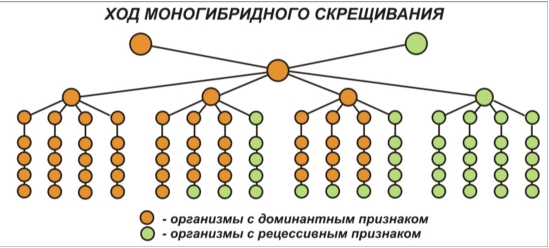 ХОД МОНОГИБРИДНОГО СКРЕЩИВАНИЯ
- организмы с доминантным признаком
- организмы с рецессивным признаком